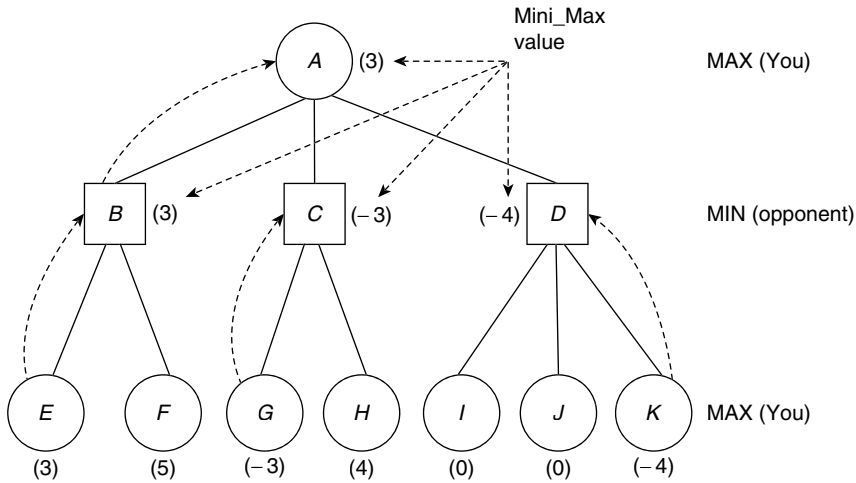 Mini_Max
value
A (3)
MAX (You)
B (3)
C (– 3)
(– 4) D
MIN (opponent)
E
F
G
H
I
J
K
MAX (You)
(3)
(5)
(– 3)
(4)
(0)
(0)
(– 4)